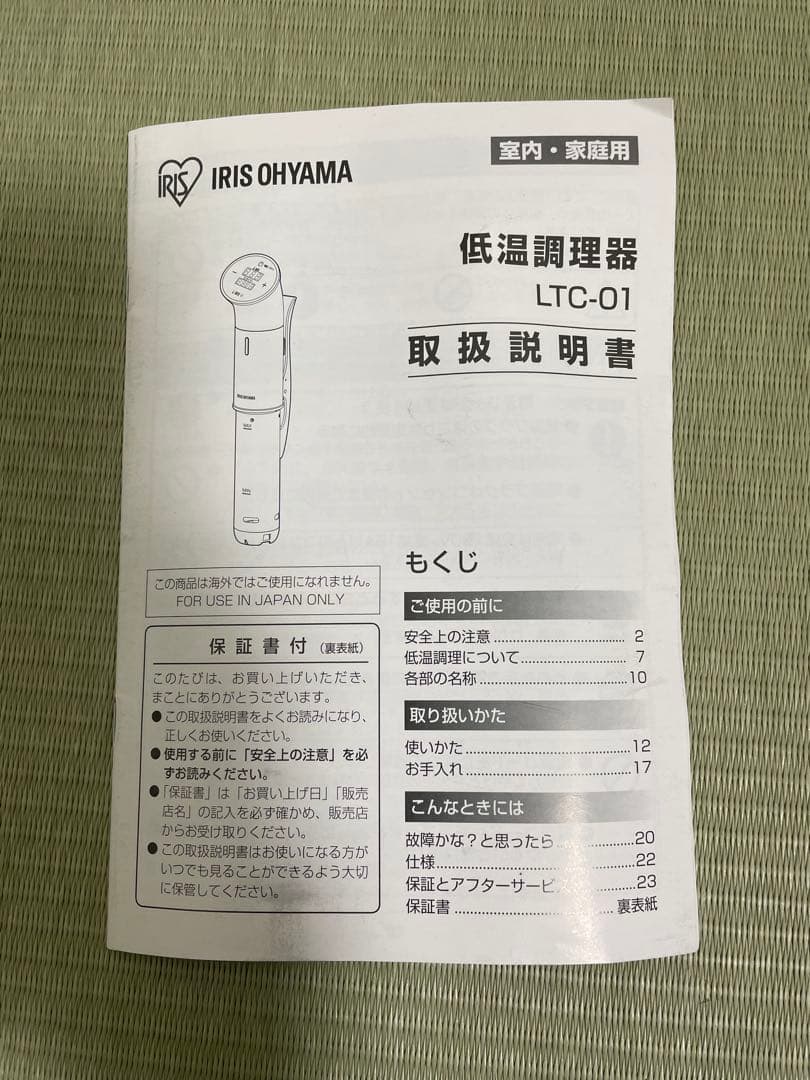 IRIS
IRIS OHYAMA
室内・家庭用
低温調理器
LTC-01
取扱説明書
IRIS OHYAMA
MAX
MIN
この商品は海外ではご使用になれません。
FOR USE IN JAPAN ONLY
保証書付(裏表紙)
このたびは、お買い上げいただき、
まことにありがとうございます。
●この取扱説明書をよくお読みになり、
正しくお使いください。
●使用する前に「安全上の注意」を必
ずお読みください。
●「保証書」は「お買い上げ日」「販売
店名」の記入を必ず確かめ、販売店
からお受け取りください。
●この取扱説明書はお使いになる方が
いつでも見ることができるよう大切
に保管してください。
もくじ
ご使用の前に
安全上の注意 2
低温調理について 7
各部の名称 10
取り扱いかた
使いかた 12
お手入れ 17
こんなときには
故障かな?と思ったら 20
仕様 22
保証とアフターサービ 23
保証書 裏表紙